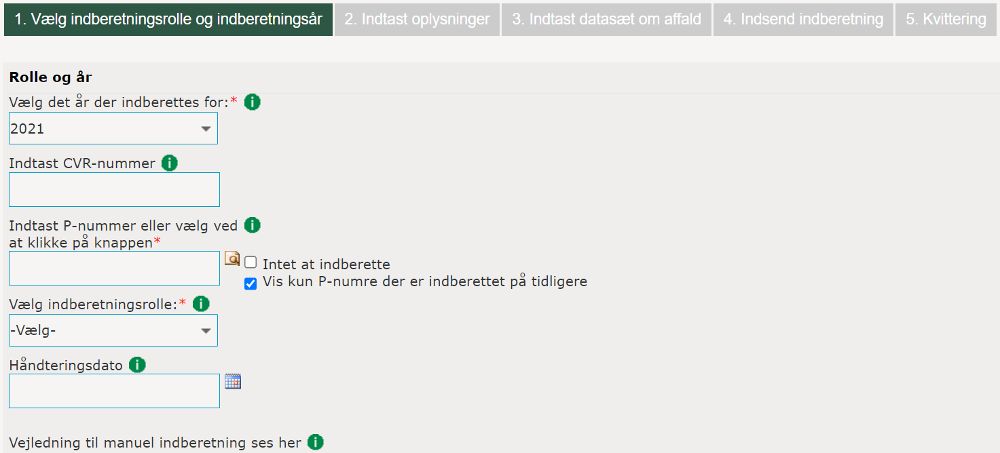 1. Vælg indberetningsrolle og indberetningsår 2. Indtast oplysninger 3. Indtast datasæt om affald 4. Indsend indberetning 5. Kvittering
Rolle og år
Vælg det år der indberettes for:*
2021
Indtast CVR-nummer
Indtast P-nummer eller vælg ved
at klikke på knappen*
Intet at indberette
Vis kun P-numre der er indberettet på tidligere
Vælg indberetningsrolle:*
-Vælg-
Håndteringsdato
Vejledning til manuel indberetning ses her